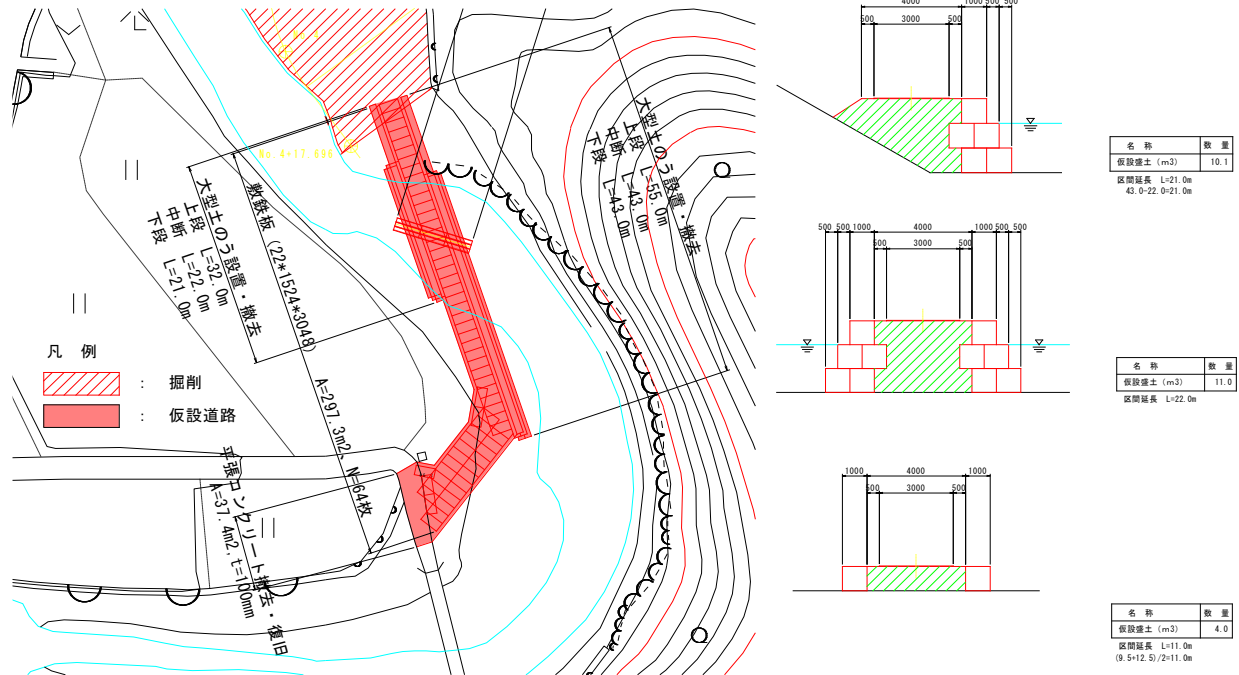 No.4+17.6
大型土のう設置・撤去
上段 L=55.0m
中断 L=43.0m
下段 L=43.0m
敷鉄板 (22*1524*3048) A=297.3m2、N=64枚
大型土のう設置・撤去
上段 L=32.0m
中断 L=22.0m
下段 L=21.0m
凡 例
: 掘削
: 仮設道路
平張コンクリート撤去・復旧
A=37.4m2,t=100mm
4000 1000 500 500
500 3000 500
名 称 数 量
仮設盛土 (m3) 10.1
区間延長 L=21.0m
43.0-22.0=21.0m
500 500 1000 4000 1000 500 500
500 3000 500
名 称 数 量
仮設盛土 (m3) 11.0
区間延長 L=22.0m
1000 4000 1000
500 3000 500
名 称 数 量
仮設盛土 (m3) 4.0
区間延長 L=11.0m
(9.5+12.5)/2=11.0m